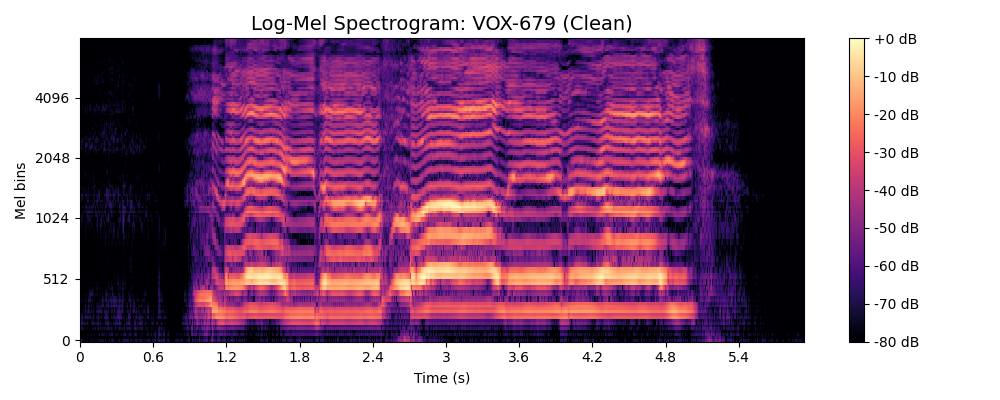 Log-Mel Spectrogram: VOX-679 (Clean)
Mel bins
4096
2048
1024
512
0
0 0.6 1.2 1.8 2.4 3 3.6 4.2 4.8 5.4
Time (s)
+0 dB
-10 dB
-20 dB
-30 dB
-40 dB
-50 dB
-60 dB
-70 dB
-80 dB